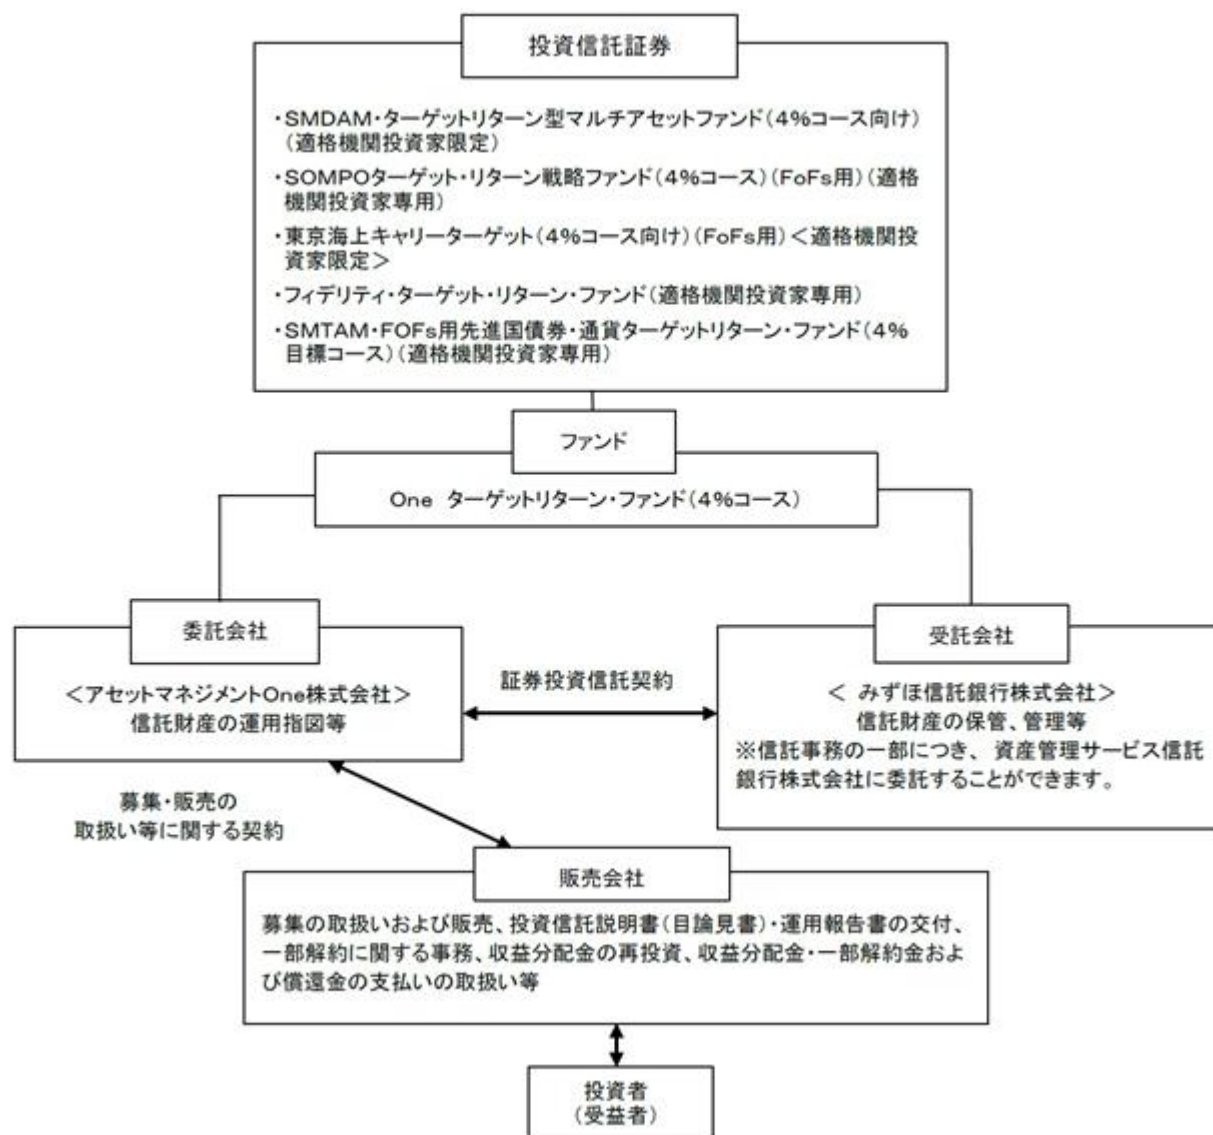 投資信託証券
・SMDAM・ターゲットリターン型マルチアセットファンド(4%コース向け)
(適格機関投資家限定)
・SOMPOターゲット・リターン戦略ファンド(4%コース)(FoFs用)(適格
機関投資家専用)
・東京海上キャリーターゲット(4%コース向け)(FoFs用)<適格機関投
資家限定>
・フィデリティ・ターゲット・リターン・ファンド(適格機関投資家専用)
・SMTAM・FOFs用先進国債券・通貨ターゲットリターン・ファンド(4%
目標コース)(適格機関投資家専用)
ファンド
One ターゲットリターン・ファンド(4%コース)
委託会社
<アセットマネジメントOne株式会社>
信託財産の運用指図等
証券投資信託契約
受託会社
< みずほ信託銀行株式会社>
信託財産の保管、管理等
※信託事務の一部につき、 資産管理サービス信託
銀行株式会社に委託することができます。
募集・販売の
取扱い等に関する契約
販売会社
募集の取扱いおよび販売、投資信託説明書(目論見書)・運用報告書の交付、
一部解約に関する事務、収益分配金の再投資、収益分配金・一部解約金およ
び償還金の支払いの取扱い等
投資者
(受益者)